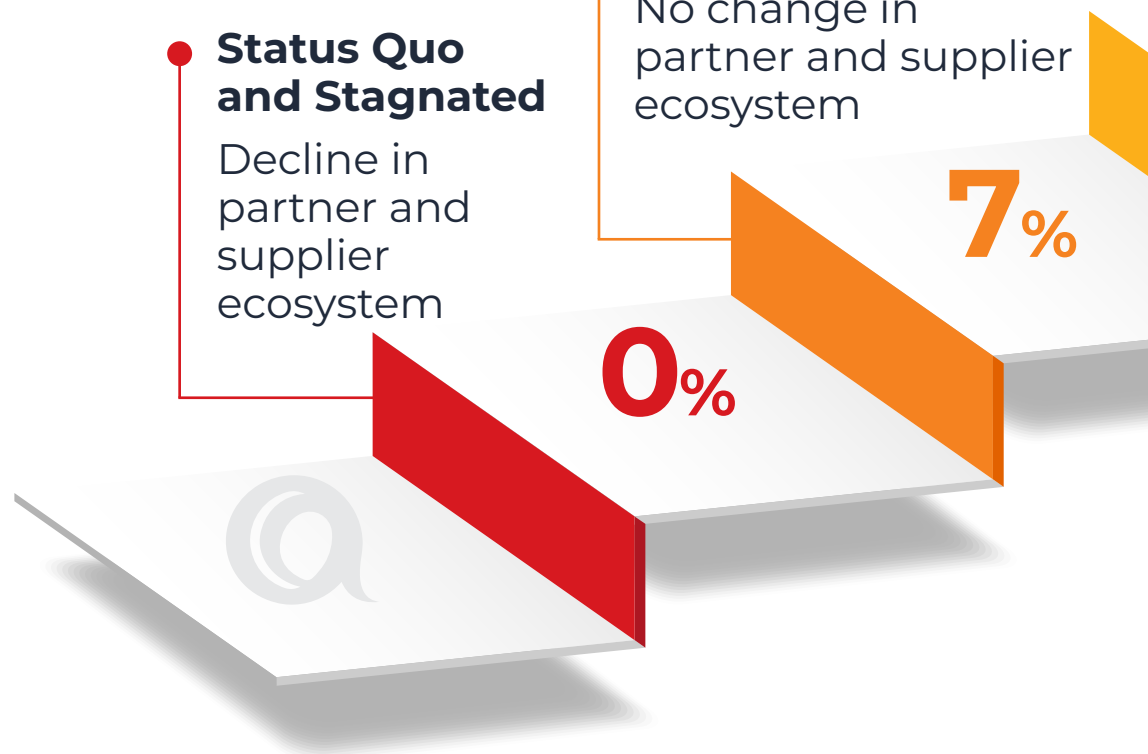 Status Quo
and Stagnated
Decline in
partner and
supplier
ecosystem
0%
No change in
partner and supplier
ecosystem
7%